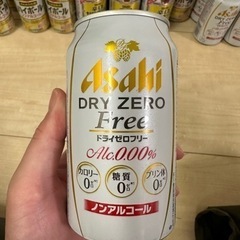 Asahi
DRY ZERO
Free
ドライゼロフリー
Alc.0.00%
カロリー 糖質 プリン体
0 0 0
ノンアルコール